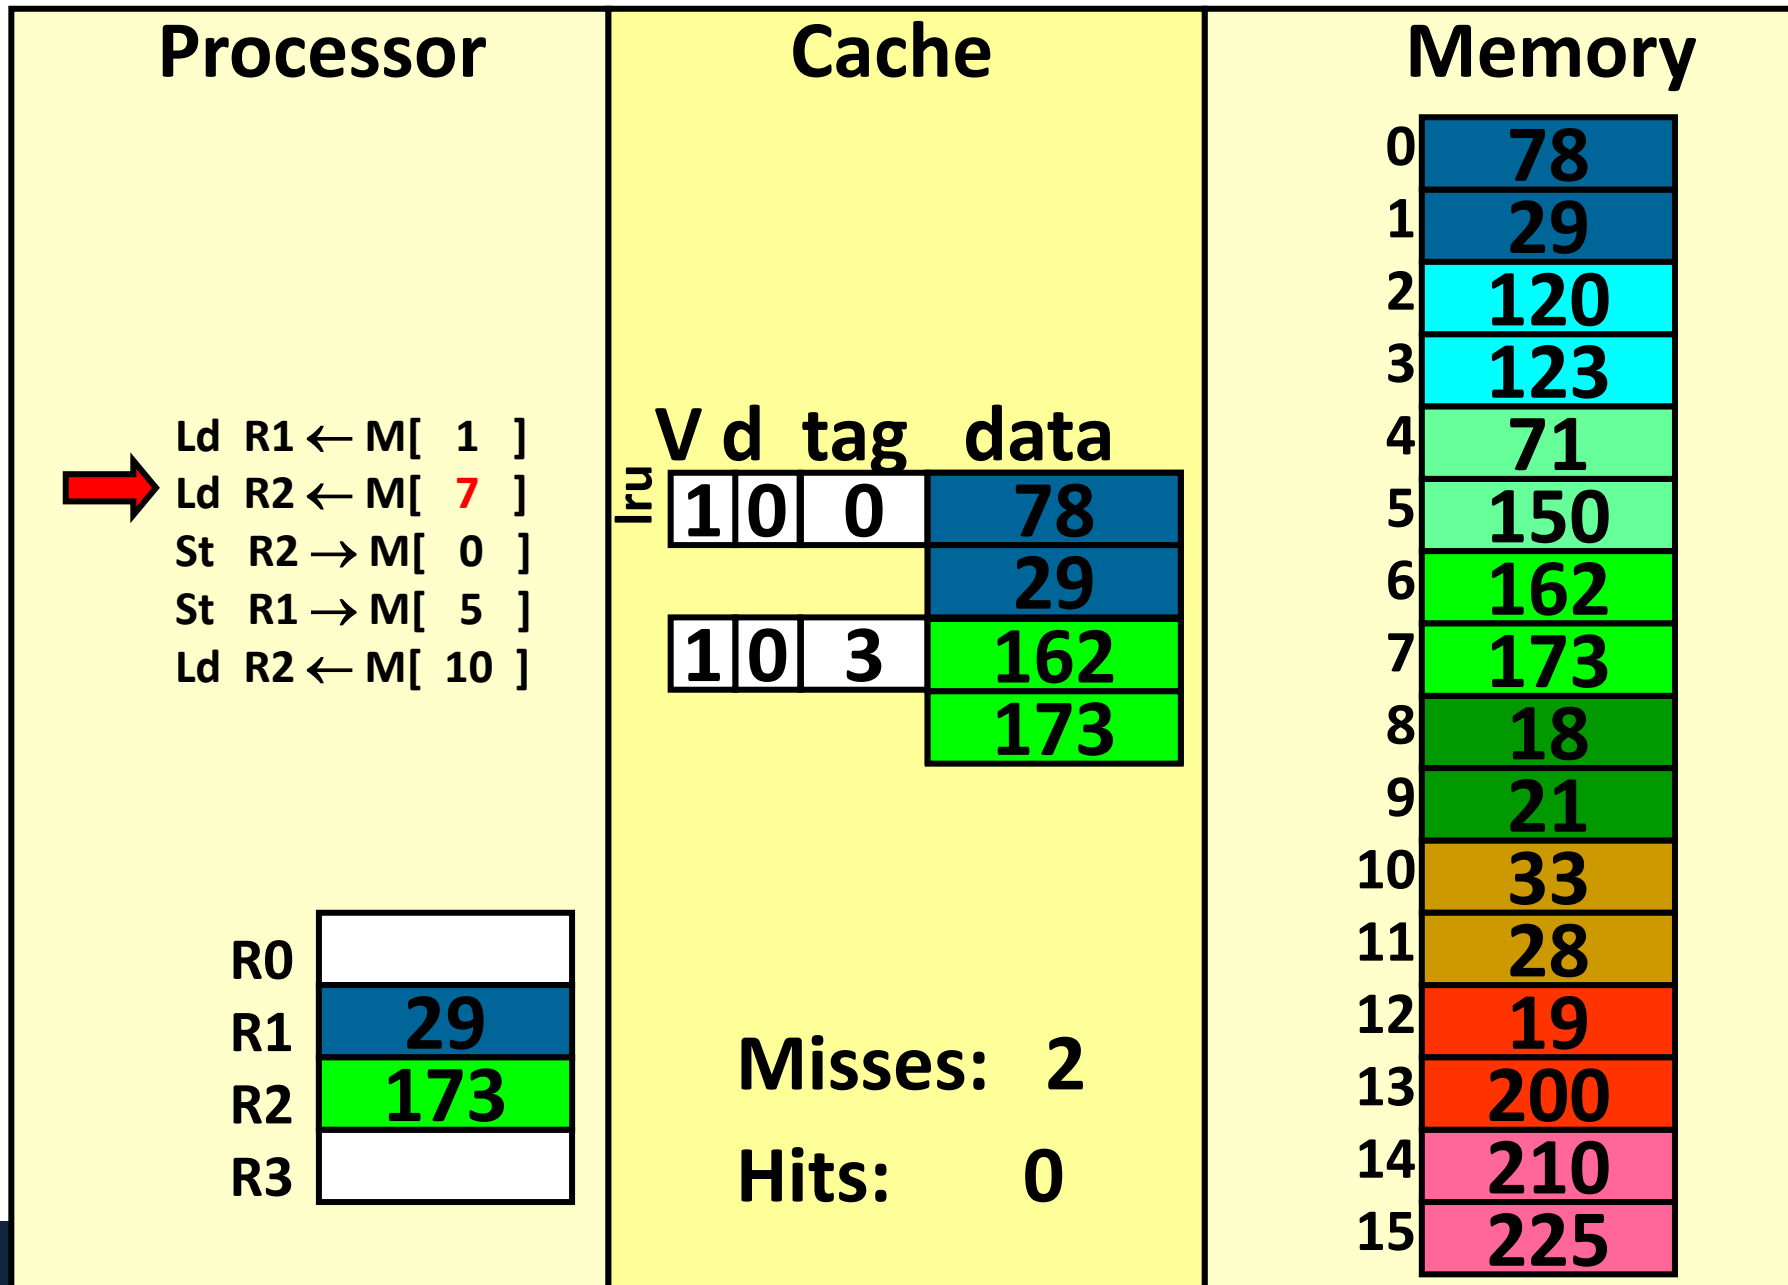 Processor
Cache
Memory
Ld R1 ← M[ 1 ]
Ld R2 ← M[ 7 ]
St R2 → M[ 0 ]
St R1 → M[ 5 ]
Ld R2 ← M[ 10 ]
R0
R1 29
R2 173
R3
V d tag data
lru
1 0 0 78
29
1 0 3 162
173
Misses: 2
Hits: 0
0 78
1 29
2 120
3 123
4 71
5 150
6 162
7 173
8 18
9 21
10 33
11 28
12 19
13 200
14 210
15 225